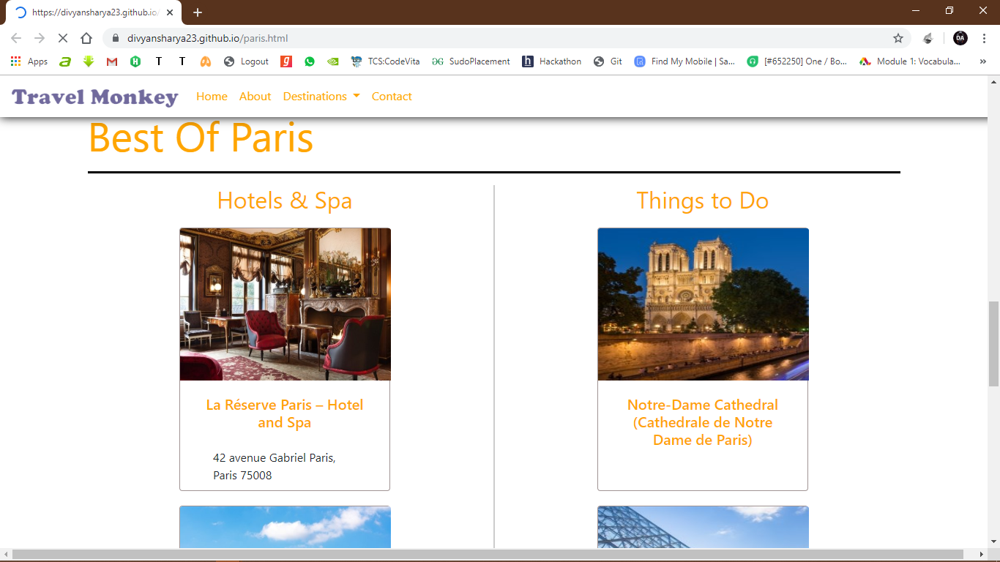 https://divyansharya23.github.io/
divyansharya23.github.io/paris.html
DA
Apps
Logout
TCS:CodeVita
SudoPlacement
Hackathon
Git
Find My Mobile | Sa...
[#652250] One / Bo...
Module 1: Vocabula...
Travel Monkey
Home
About
Destinations
Contact
Best Of Paris
Hotels & Spa
La Réserve Paris – Hotel
and Spa
42 avenue Gabriel Paris,
Paris 75008
Things to Do
Notre-Dame Cathedral
(Cathedrale de Notre
Dame de Paris)